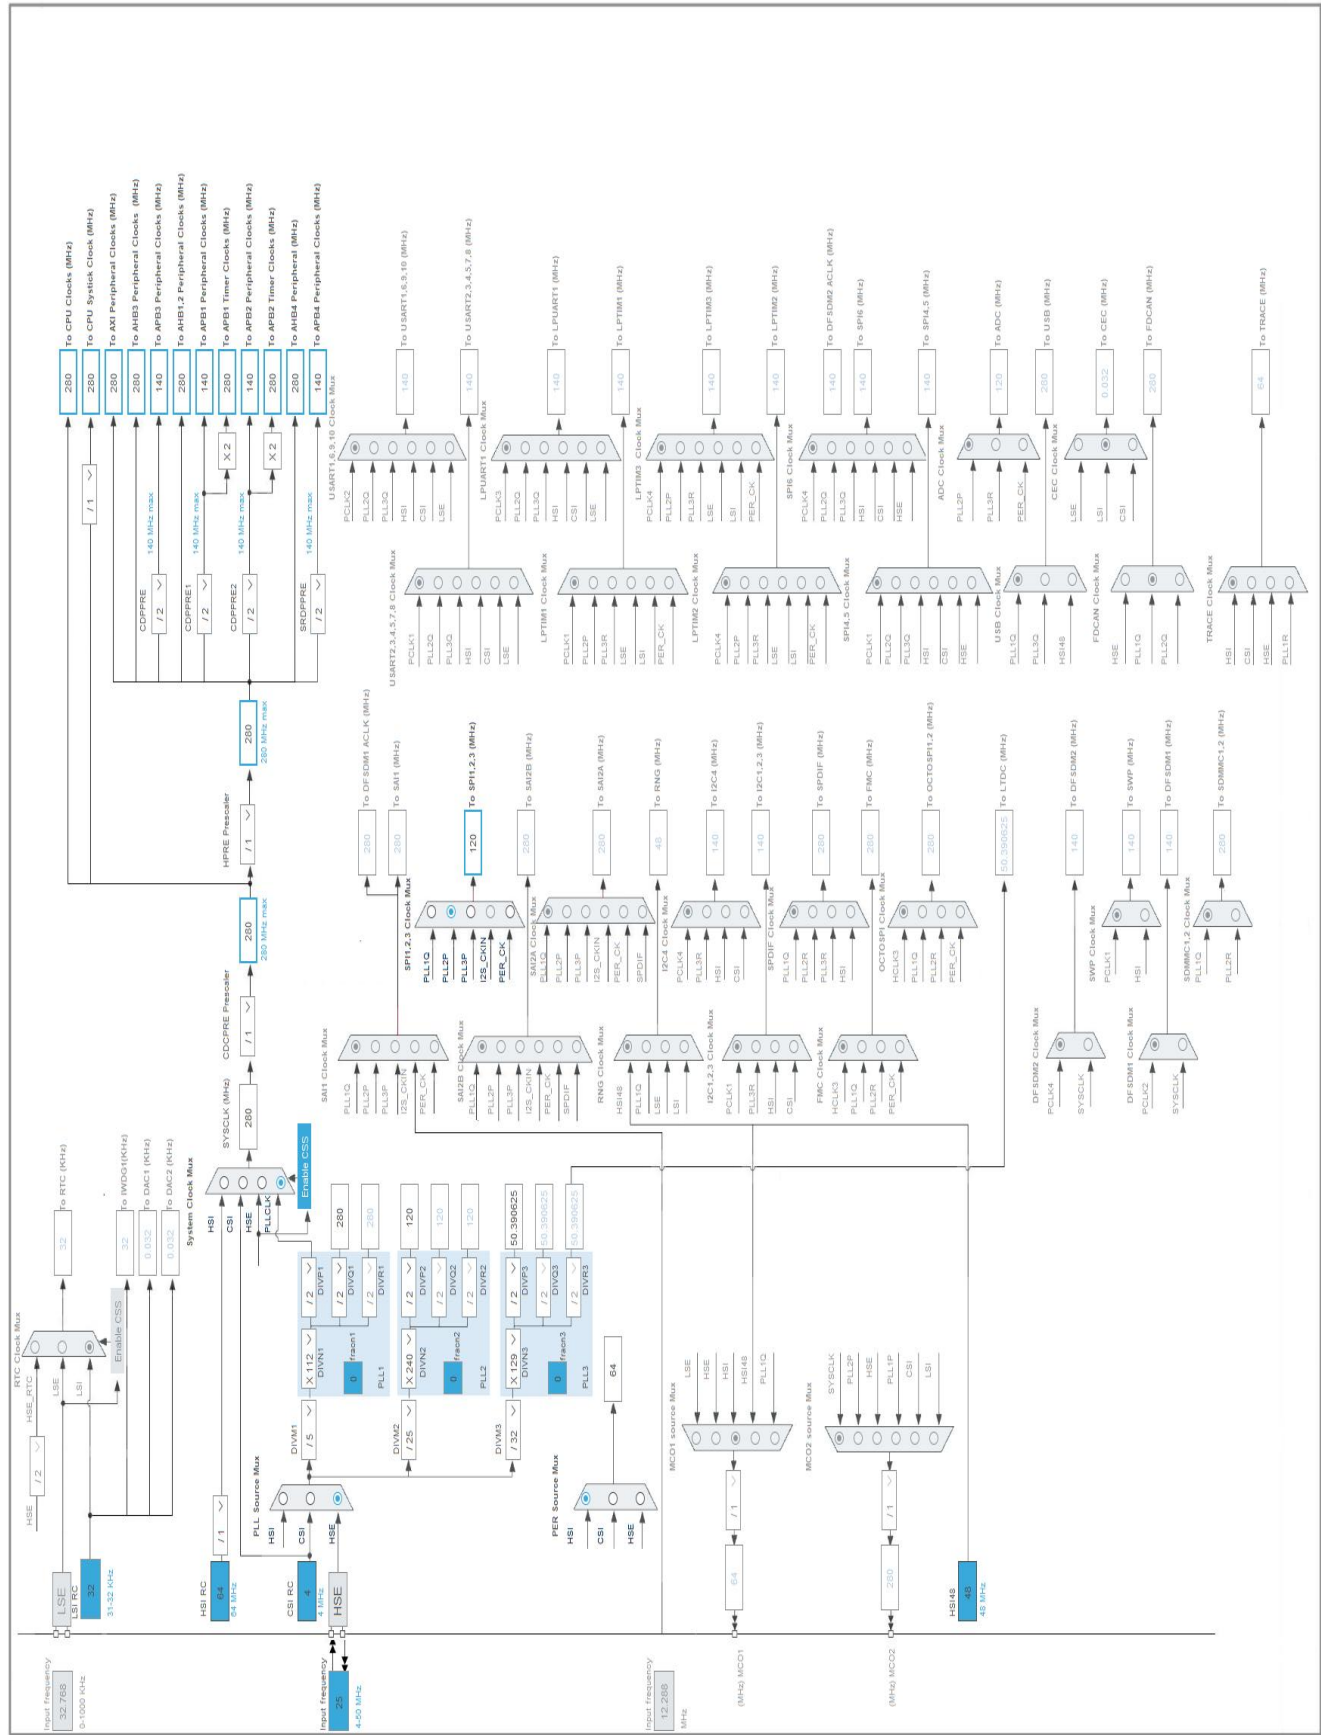 Input frequency
32.768
0-1000 KHz
LSE
LSI RC
32
31-32 KHz
HSE
/ 2
HSE_RTC
LSE
LSI
RTC Clock Mux
Enable CSS
32
To RTC (KHz)
32
To IWDG1(KHz)
0.032
To DAC1 (KHz)
0.032
To DAC2 (KHz)
HSI RC
64
64 MHz
/ 1
CSI RC
4
4 MHz
Input frequency
25
4-50 MHz
HSE
PLL Source Mux
HSI
CSI
HSE
DIVM1
/ 5
DIVM2
/ 25
DIVM3
/ 32
X 112
DIVN1
0
fracn1
PLL1
/ 2
DIVP1
/ 2
DIVQ1
/ 2
DIVR1
280
280
X 240
DIVN2
0
fracn2
PLL2
/ 2
DIVP2
/ 2
DIVQ2
/ 2
DIVR2
120
120
120
X 129
DIVN3
0
fracn3
PLL3
/ 2
DIVP3
/ 2
DIVQ3
/ 2
DIVR3
50.390625
50.390625
50.390625
System Clock Mux
HSI
CSI
HSE
PLLCLK
Enable CSS
SYSCLK (MHz)
280
CDCPRE Prescaler
/ 1
280
280 MHz max
HPRE Prescaler
/ 1
280
280 MHz max
/ 1
CDPPRE
/ 2
140 MHz max
CDPPRE1
/ 2
140 MHz max
X 2
CDPPRE2
/ 2
140 MHz max
X 2
SRDPPRE
/ 2
140 MHz max
280
To CPU Clocks (MHz)
280
To CPU Systick Clock (MHz)
280
To AXI Peripheral Clocks (MHz)
280
To AHB3 Peripheral Clocks (MHz)
140
To APB3 Peripheral Clocks (MHz)
280
To AHB1,2 Peripheral Clocks (MHz)
140
To APB1 Peripheral Clocks (MHz)
280
To APB1 Timer Clocks (MHz)
140
To APB2 Peripheral Clocks (MHz)
280
To APB2 Timer Clocks (MHz)
280
To AHB4 Peripheral (MHz)
140
To APB4 Peripheral Clocks (MHz)
PER Source Mux
HSI
CSI
HSE
64
Input frequency
12.288
MHz
MCO1 source Mux
LSE
HSE
HSI
HSI48
PLL1Q
/ 1
64
(MHz) MCO1
MCO2 source Mux
SYSCLK
PLL2P
HSE
PLL1P
CSI
LSI
/ 1
280
(MHz) MCO2
HSI48
48
48 MHz
SAI1 Clock Mux
PLL1Q
PLL2P
PLL3P
I2S_CKIN
PER_CK
280
To DFSDM1 ACLK (MHz)
280
To SAI1 (MHz)
SPI1,2,3 Clock Mux
PLL1Q
PLL2P
PLL3P
I2S_CKIN
PER_CK
120
To SPI1,2,3 (MHz)
SAI2B Clock Mux
PLL1Q
PLL2P
PLL3P
I2S_CKIN
PER_CK
SPDIF
280
To SAI2B (MHz)
SAI2A Clock Mux
PLL1Q
PLL2P
PLL3P
I2S_CKIN
PER_CK
SPDIF
280
To SAI2A (MHz)
RNG Clock Mux
HSI48
PLL1Q
LSE
LSI
48
To RNG (MHz)
I2C4 Clock Mux
PCLK4
PLL3R
HSI
CSI
140
To I2C4 (MHz)
I2C1,2,3 Clock Mux
PCLK1
PLL3R
HSI
CSI
140
To I2C1,2,3 (MHz)
SPDIF Clock Mux
PLL1Q
PLL2R
PLL3R
HSI
280
To SPDIF (MHz)
FMC Clock Mux
HCLK3
PLL1Q
PLL2R
PER_CK
280
To FMC (MHz)
OCTOSPI Clock Mux
HCLK3
PLL1Q
PLL2R
PER_CK
280
To OCTOSPI1,2 (MHz)
50.390625
To LTDC (MHz)
DFSDM2 Clock Mux
PCLK4
SYSCLK
140
To DFSDM2 (MHz)
SWP Clock Mux
PCLK1
HSI
140
To SWP (MHz)
DFSDM1 Clock Mux
PCLK2
SYSCLK
140
To DFSDM1 (MHz)
SDMMC1,2 Clock Mux
PLL1Q
PLL2R
280
To SDMMC1,2 (MHz)
USART1,6,9,10 Clock Mux
PCLK2
PLL2Q
PLL3Q
HSI
CSI
LSE
140
To USART1,6,9,10 (MHz)
USART2,3,4,5,7,8 Clock Mux
PCLK1
PLL2Q
PLL3Q
HSI
CSI
LSE
140
To USART2,3,4,5,7,8 (MHz)
LPUART1 Clock Mux
PCLK3
PLL2Q
PLL3Q
HSI
CSI
LSE
140
To LPUART1 (MHz)
LPTIM1 Clock Mux
PCLK1
PLL2P
PLL3R
LSE
LSI
PER_CK
140
To LPTIM1 (MHz)
LPTIM3 Clock Mux
PCLK4
PLL2P
PLL3R
LSE
LSI
PER_CK
140
To LPTIM3 (MHz)
LPTIM2 Clock Mux
PCLK4
PLL2P
PLL3R
LSE
LSI
PER_CK
140
To LPTIM2 (MHz)
140
To DFSDM2 ACLK (MHz)
SPI6 Clock Mux
PCLK4
PLL2Q
PLL3Q
HSI
CSI
HSE
140
To SPI6 (MHz)
SPI4,5 Clock Mux
PCLK1
PLL2Q
PLL3Q
HSI
CSI
HSE
140
To SPI4,5 (MHz)
ADC Clock Mux
PLL2P
PLL3R
PER_CK
120
To ADC (MHz)
USB Clock Mux
PLL1Q
PLL3Q
HSI48
280
To USB (MHz)
CEC Clock Mux
LSE
LSI
CSI
0.032
To CEC (MHz)
FDCAN Clock Mux
HSE
PLL1Q
PLL2Q
280
To FDCAN (MHz)
TRACE Clock Mux
HSI
CSI
HSE
PLL1R
64
To TRACE (MHz)